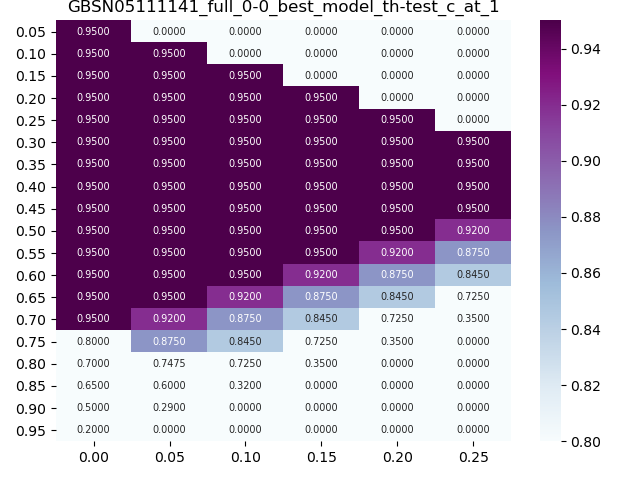 GBSN05111141_full_0-0_best_model_th-test_c_at_1
0.05 0.9500 0.0000 0.0000 0.0000 0.0000 0.0000
0.10 0.9500 0.9500 0.0000 0.0000 0.0000 0.0000
0.15 0.9500 0.9500 0.9500 0.0000 0.0000 0.0000
0.20 0.9500 0.9500 0.9500 0.9500 0.0000 0.0000
0.25 0.9500 0.9500 0.9500 0.9500 0.9500 0.0000
0.30 0.9500 0.9500 0.9500 0.9500 0.9500 0.9500
0.35 0.9500 0.9500 0.9500 0.9500 0.9500 0.9500
0.40 0.9500 0.9500 0.9500 0.9500 0.9500 0.9500
0.45 0.9500 0.9500 0.9500 0.9500 0.9500 0.9500
0.50 0.9500 0.9500 0.9500 0.9500 0.9500 0.9200
0.55 0.9500 0.9500 0.9500 0.9500 0.9200 0.8750
0.60 0.9500 0.9500 0.9500 0.9200 0.8750 0.8450
0.65 0.9500 0.9500 0.9200 0.8750 0.8450 0.7250
0.70 0.9500 0.9200 0.8750 0.8450 0.7250 0.3500
0.75 0.8000 0.8750 0.8450 0.7250 0.3500 0.0000
0.80 0.7000 0.7475 0.7250 0.3500 0.0000 0.0000
0.85 0.6500 0.6000 0.3200 0.0000 0.0000 0.0000
0.90 0.5000 0.2900 0.0000 0.0000 0.0000 0.0000
0.95 0.2000 0.0000 0.0000 0.0000 0.0000 0.0000
0.00 0.05 0.10 0.15 0.20 0.25
0.94
0.92
0.90
0.88
0.86
0.84
0.82
0.80